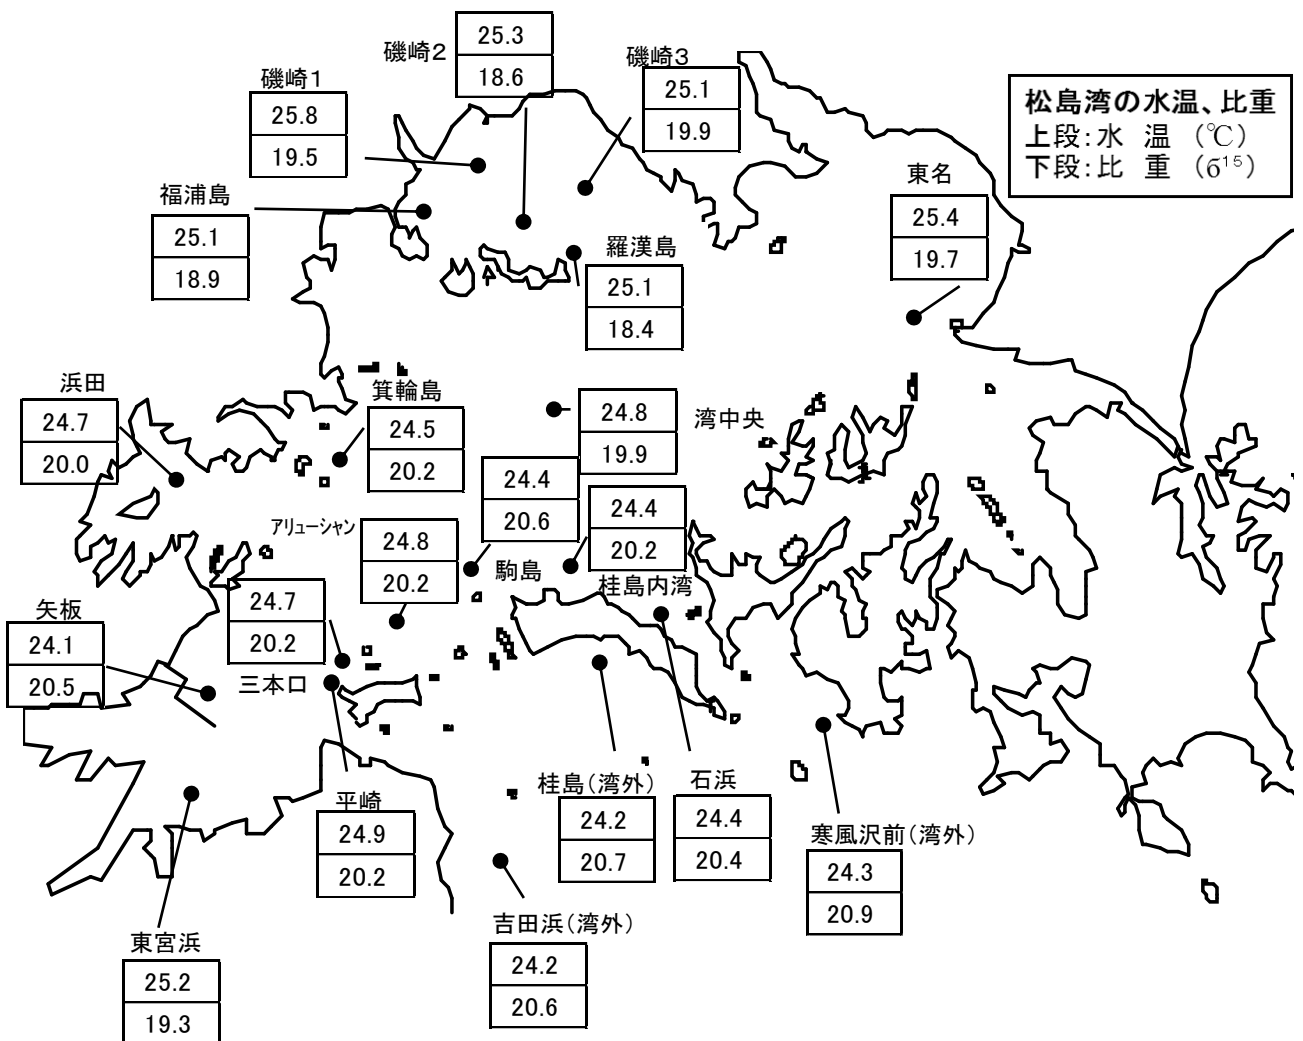 磯崎2
25.3
18.6
磯崎1
25.8
19.5
磯崎3
25.1
19.9
松島湾の水温、比重
上段:水 温 (℃)
下段:比 重 (б¹⁵)
福浦島
25.1
18.9
東名
25.4
19.7
羅漢島
25.1
18.4
浜田
24.7
20.0
箕輪島
24.5
20.2
24.8
19.9
湾中央
24.4
20.6
駒島
24.4
20.2
桂島内湾
アリューシャン
24.8
20.2
24.7
20.2
三本口
矢板
24.1
20.5
平崎
24.9
20.2
桂島(湾外)
24.2
20.7
石浜
24.4
20.4
寒風沢前(湾外)
24.3
20.9
吉田浜(湾外)
24.2
20.6
東宮浜
25.2
19.3